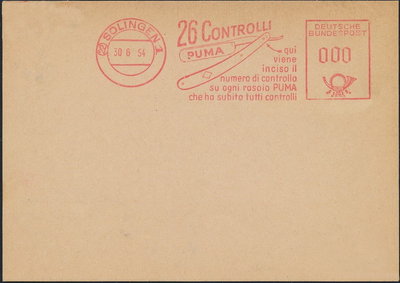 (22) SOLINGEN 1
30 6 54
26 CONTROLLI
PUMA
qui
viene
inciso il
numero di controllo
su ogni rasoio PUMA
che ha subito tutti controlli
DEUTSCHE
BUNDESPOST
000